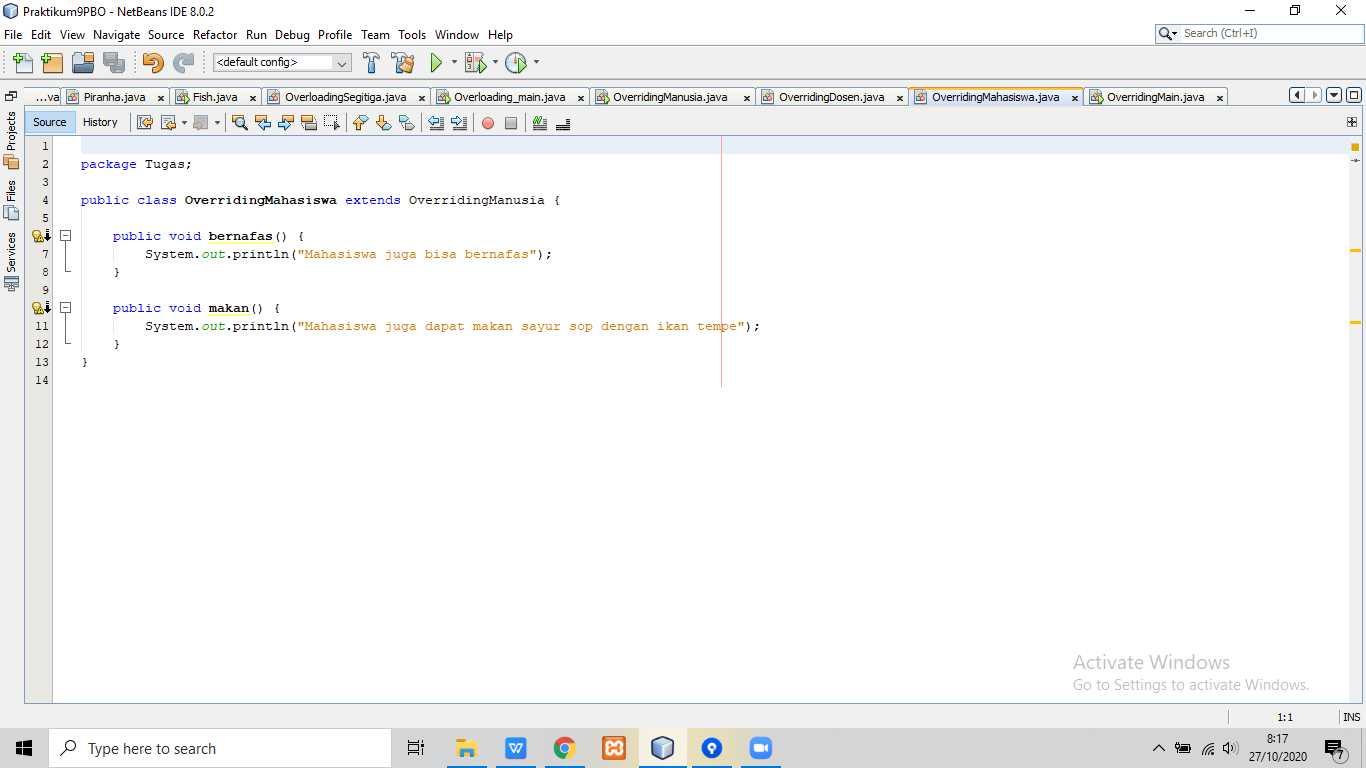 Praktikum9PBO - NetBeans IDE 8.0.2
File Edit View Navigate Source Refactor Run Debug Profile Team Tools Window Help
Search (Ctrl+I)
<default config>
...va Piranha.java Fish.java OverloadingSegitiga.java Overloading_main.java OverridingManusia.java OverridingDosen.java OverridingMahasiswa.java OverridingMain.java
Projects
Files
Services
Source History
1
2 package Tugas;
3
4 public class OverridingMahasiswa extends OverridingManusia {
5
public void bernafas() {
7 System.out.println("Mahasiswa juga bisa bernafas");
8 }
9
public void makan() {
11 System.out.println("Mahasiswa juga dapat makan sayur sop dengan ikan tempe");
12 }
13 }
14
Activate Windows
Go to Settings to activate Windows.
1:1 INS
Type here to search
8:17
27/10/2020
7